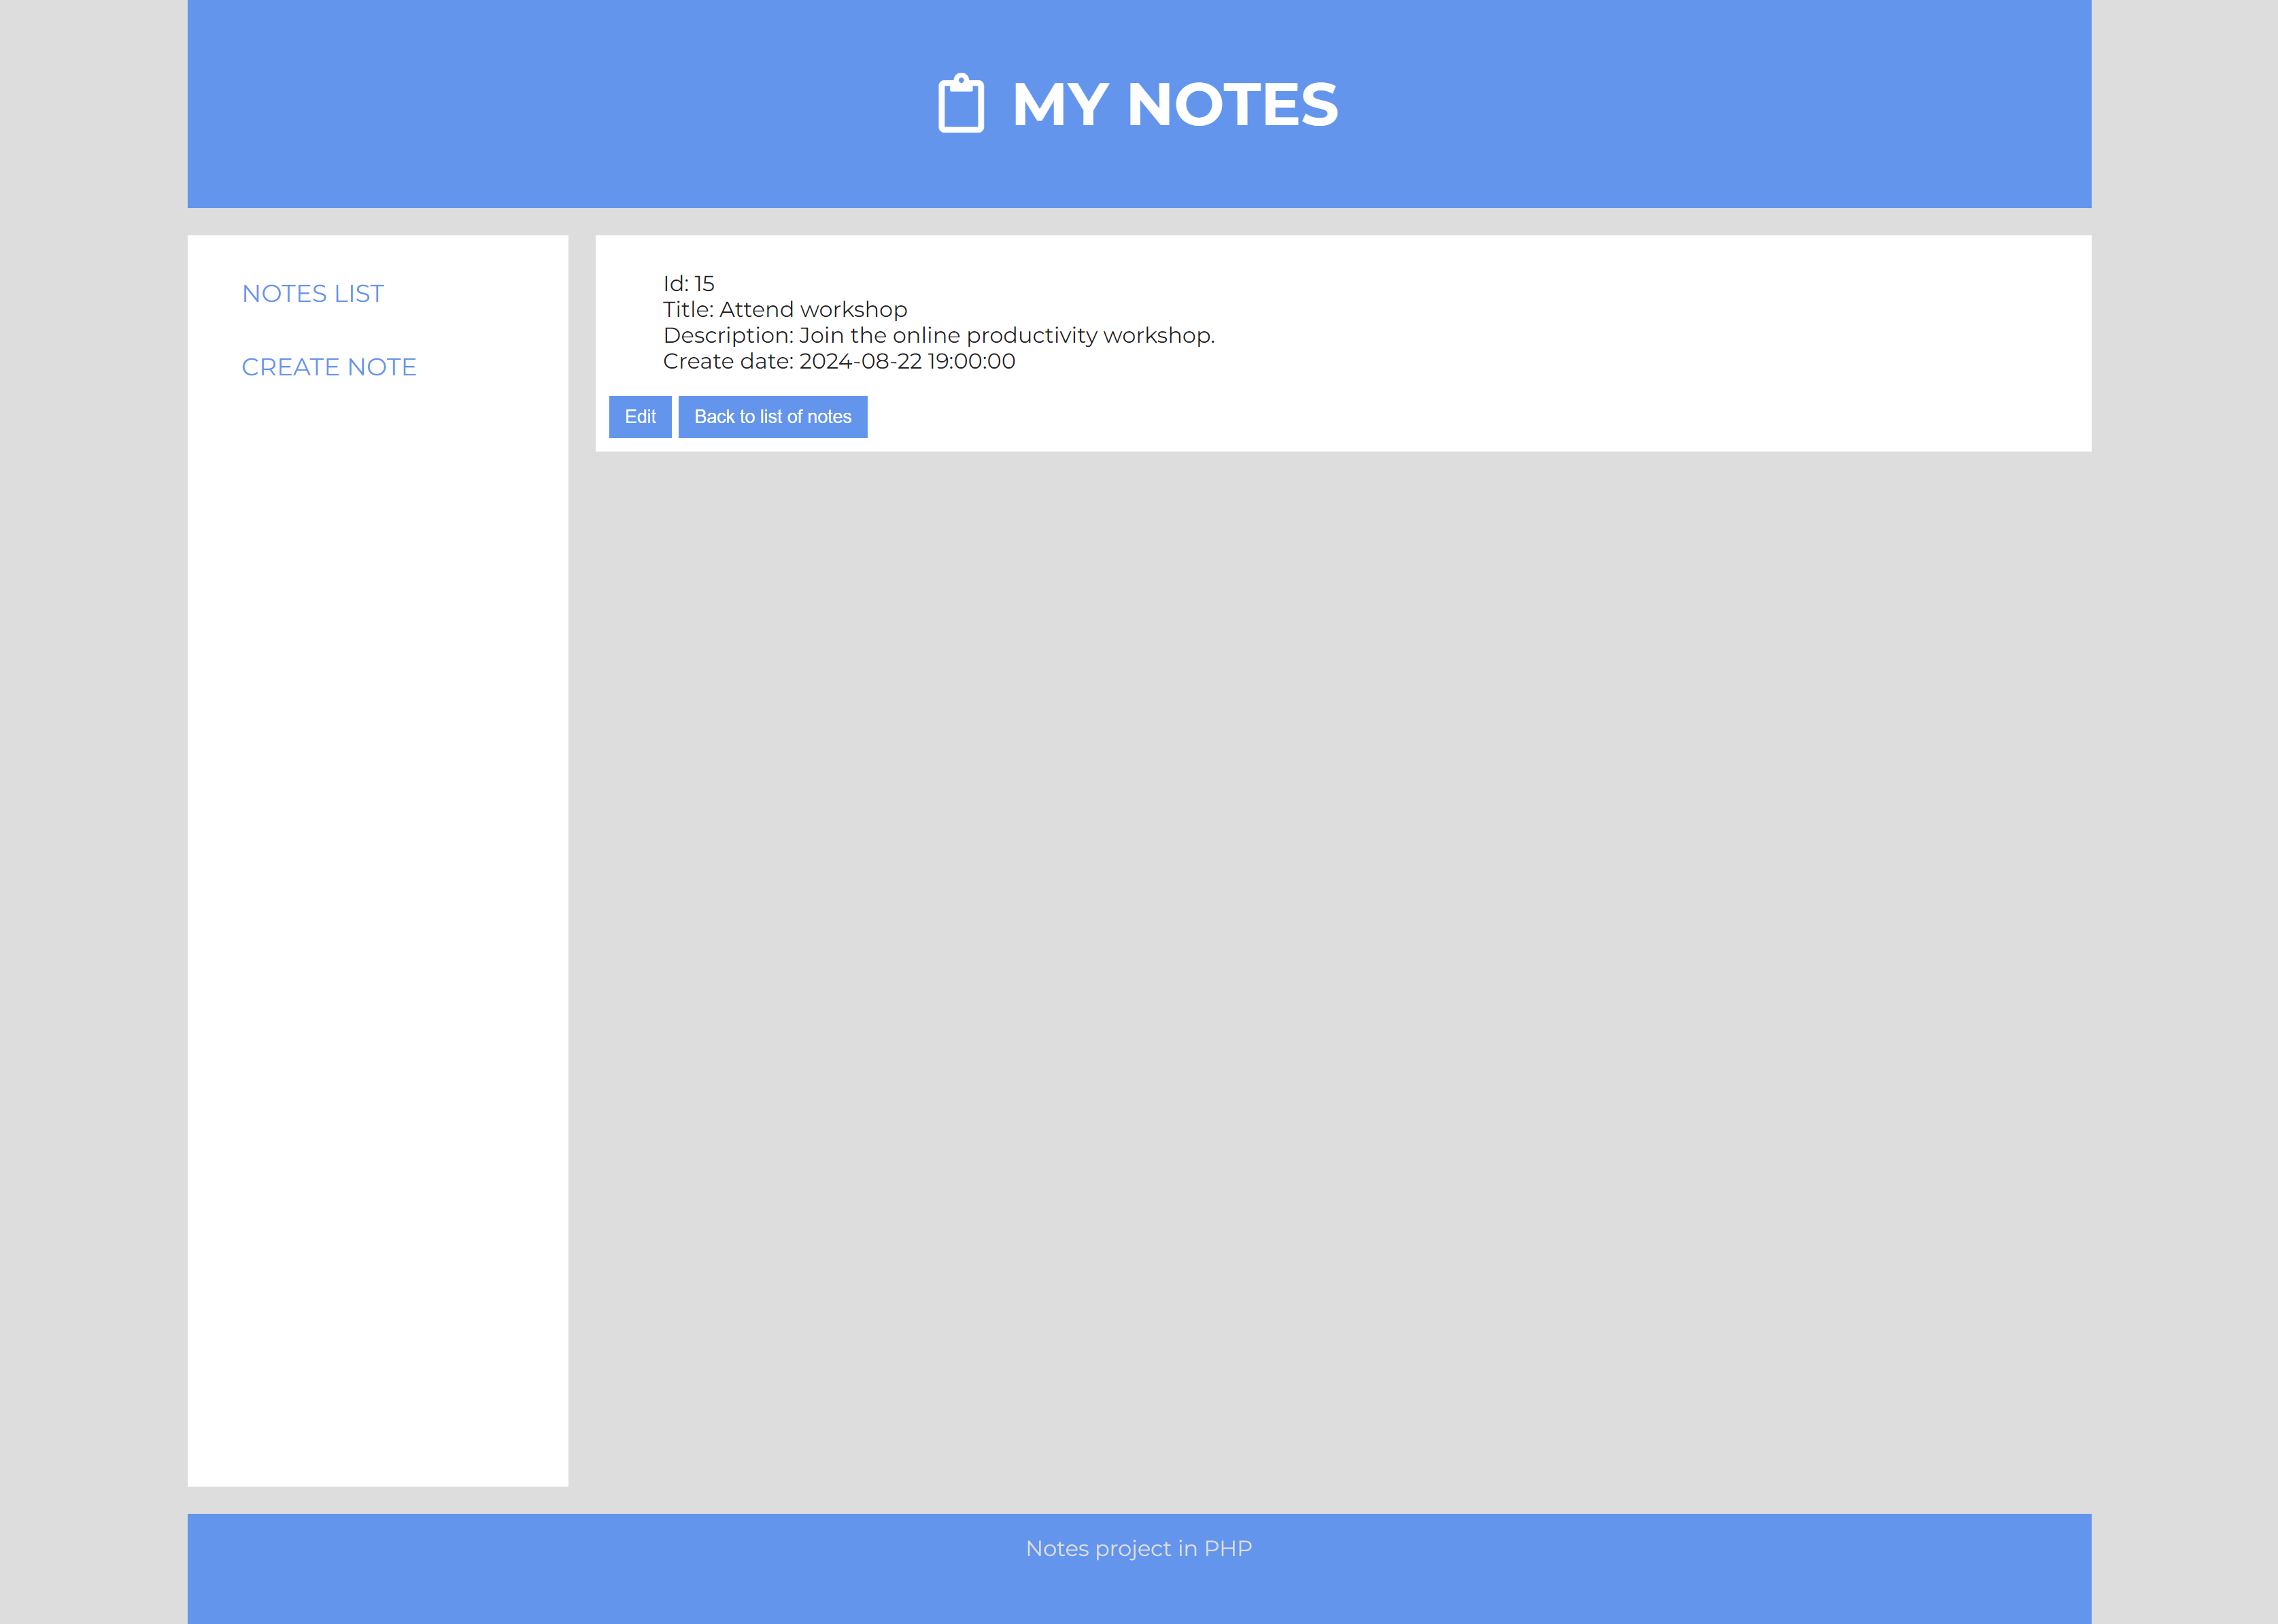 MY NOTES
NOTES LIST
CREATE NOTE
Id: 15
Title: Attend workshop
Description: Join the online productivity workshop.
Create date: 2024-08-22 19:00:00
Edit
Back to list of notes
Notes project in PHP